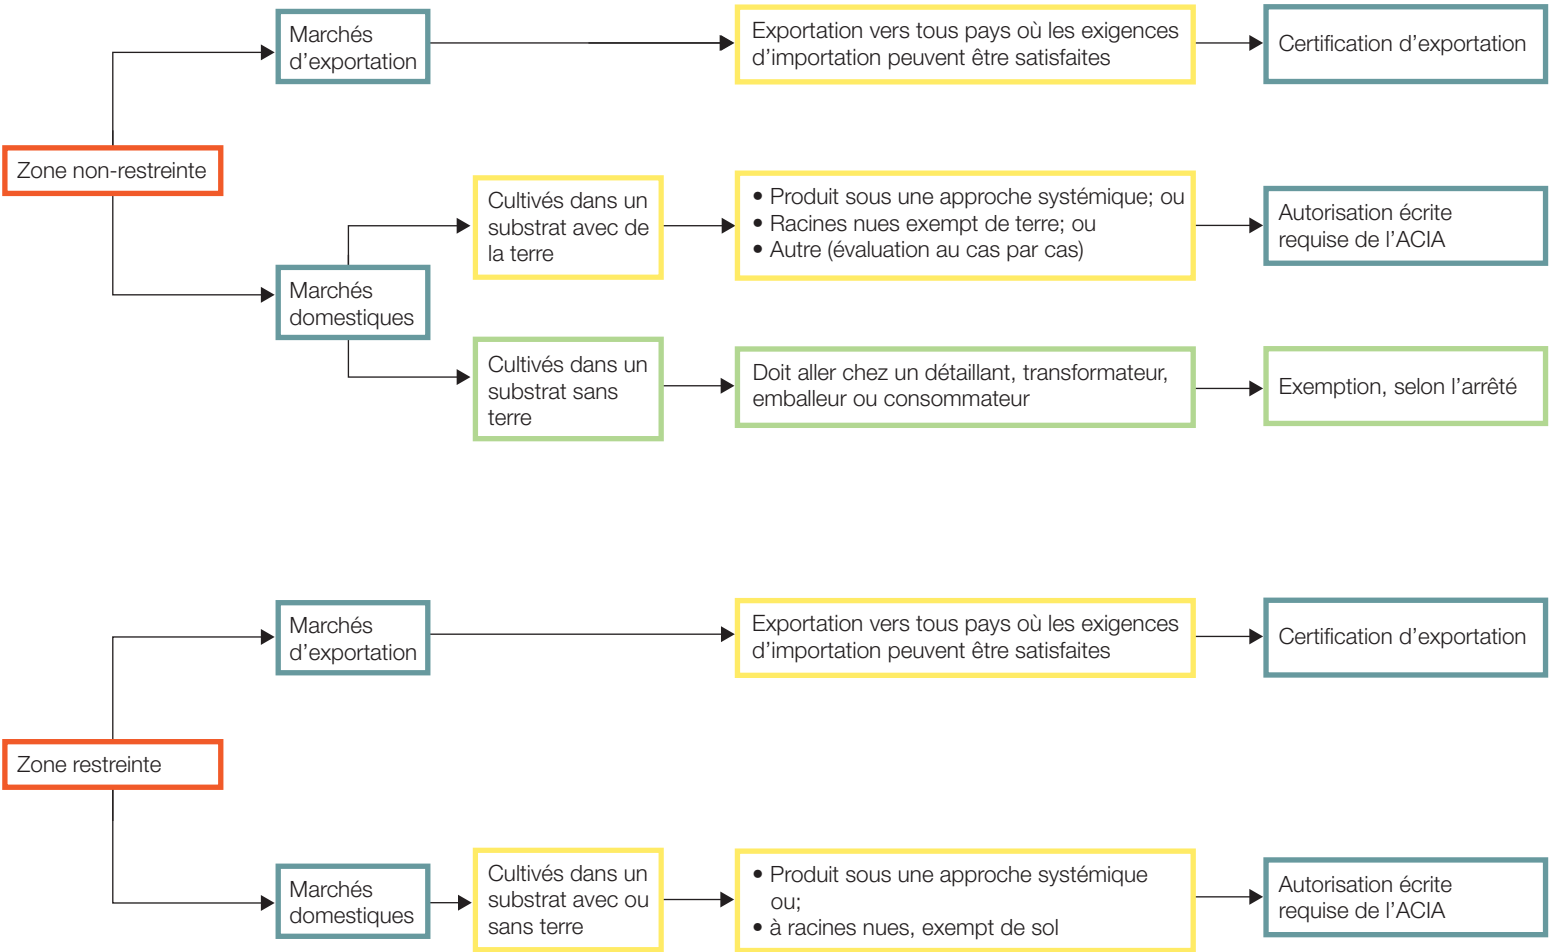 Marchés
d’exportation
Exportation vers tous pays où les exigences
d’importation peuvent être satisfaites
Certification d’exportation
Zone non-restreinte
Cultivés dans un
substrat avec de
la terre
• Produit sous une approche systémique; ou
• Racines nues exempt de terre; ou
• Autre (évaluation au cas par cas)
Autorisation écrite
requise de l’ACIA
Marchés
domestiques
Cultivés dans un
substrat sans
terre
Doit aller chez un détaillant, transformateur,
emballeur ou consommateur
Exemption, selon l’arrêté
Marchés
d’exportation
Exportation vers tous pays où les exigences
d’importation peuvent être satisfaites
Certification d’exportation
Zone restreinte
Marchés
domestiques
Cultivés dans un
substrat avec ou
sans terre
• Produit sous une approche systémique
ou;
• à racines nues, exempt de sol
Autorisation écrite
requise de l’ACIA